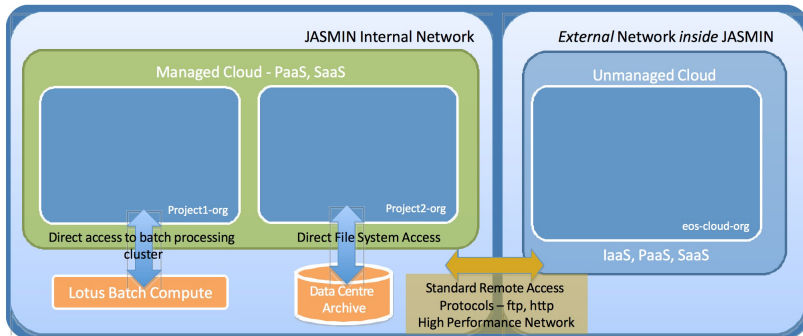 JASMIN Internal Network
External Network inside JASMIN
Managed Cloud - PaaS, SaaS
Unmanaged Cloud
Project1-org
Project2-org
eos-cloud-org
Direct access to batch processing
cluster
Direct File System Access
IaaS, PaaS, SaaS
Lotus Batch Compute
Data Centre
Archive
Standard Remote Access
Protocols – ftp, http
High Performance Network